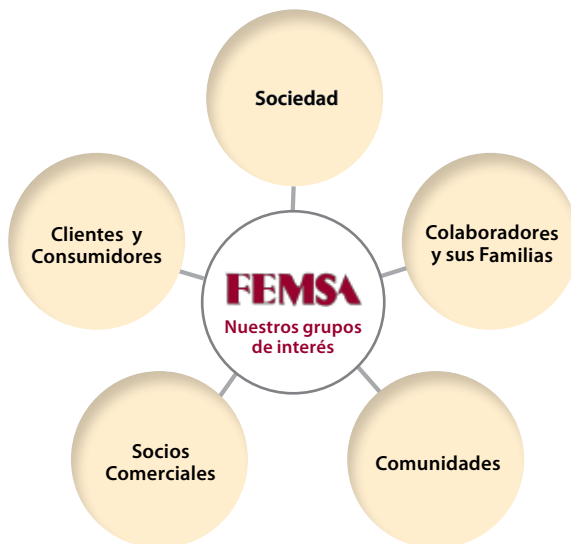 Sociedad
Clientes y
Consumidores
Colaboradores
y sus Familias
FEMSA
Nuestros grupos
de interés
Socios
Comerciales
Comunidades